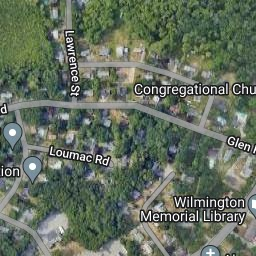 Lawrence St
Congregational Chu
d
Glen
Loumac Rd
ion
Wilmington
Memorial Library